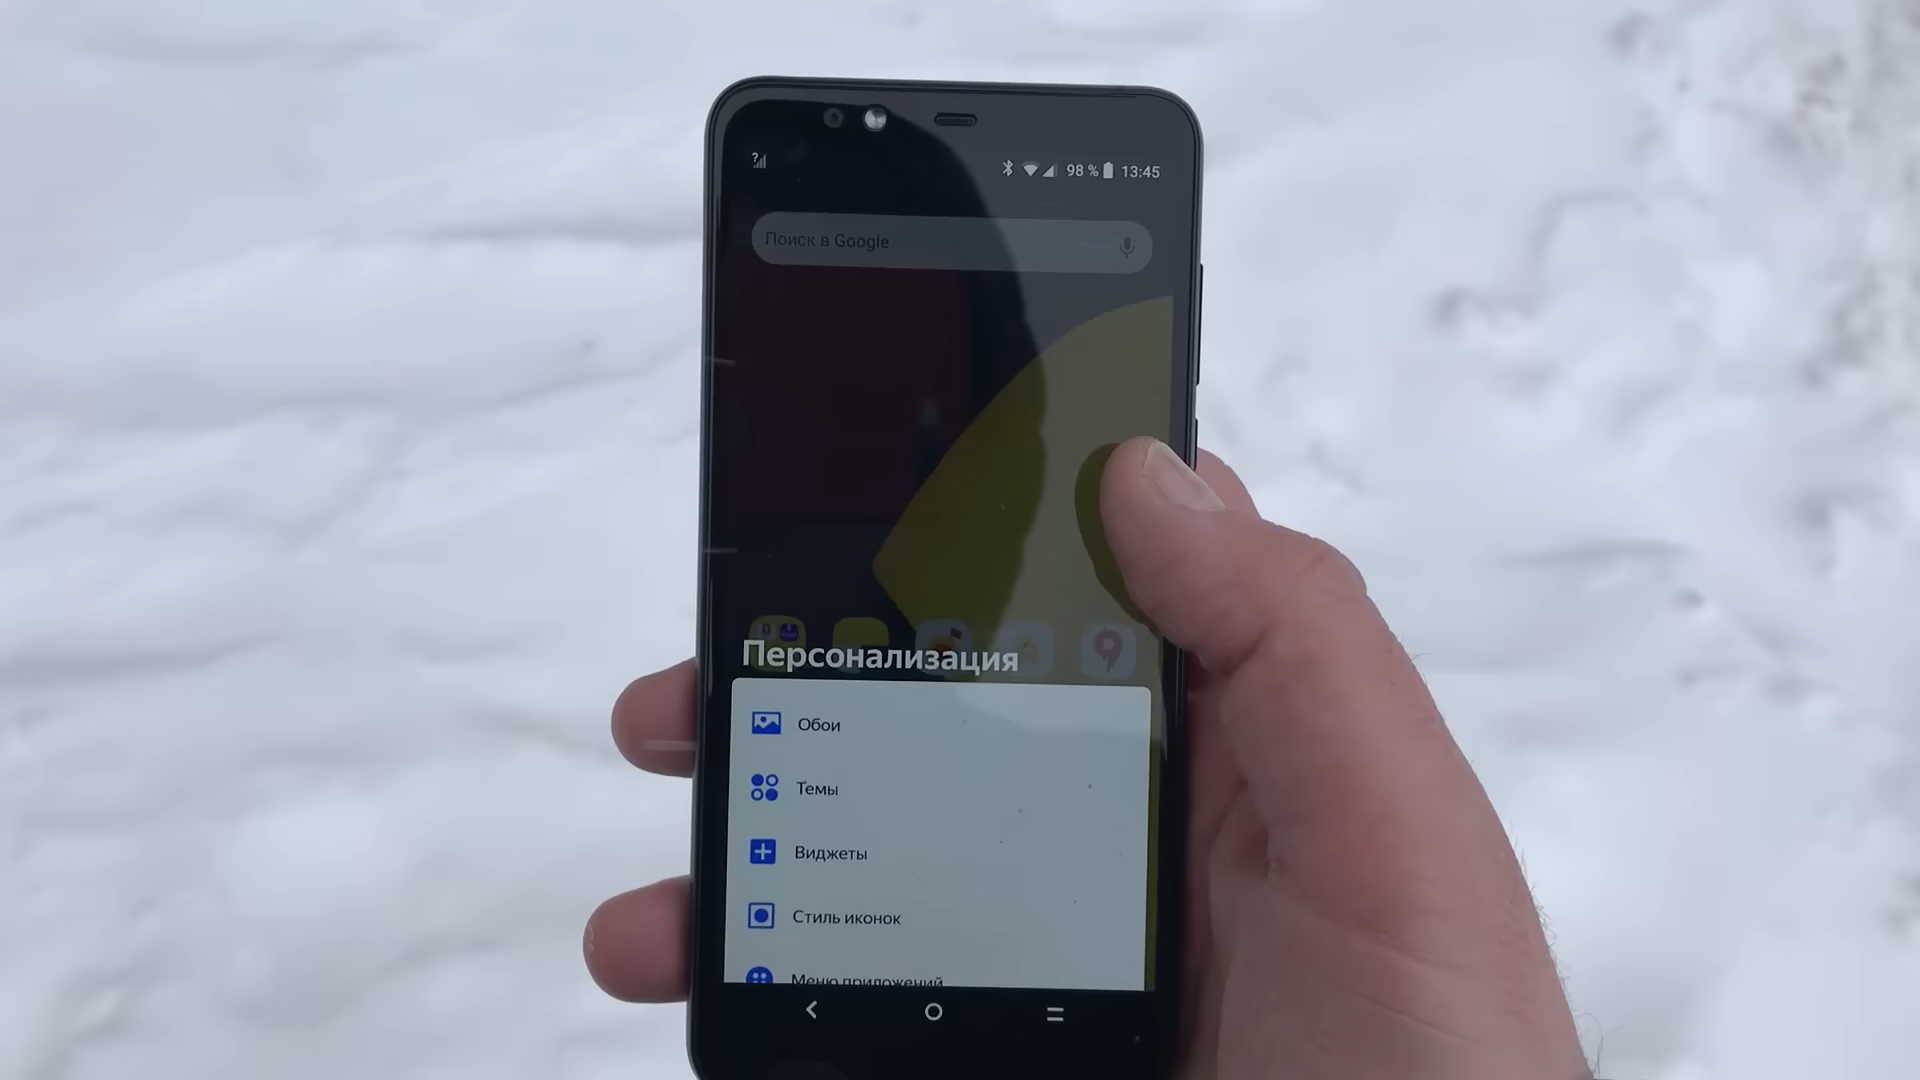 98 % 13:45
Поиск в Google
Персонализация
Обои
Темы
Виджеты
Стиль иконок
Меню приложений